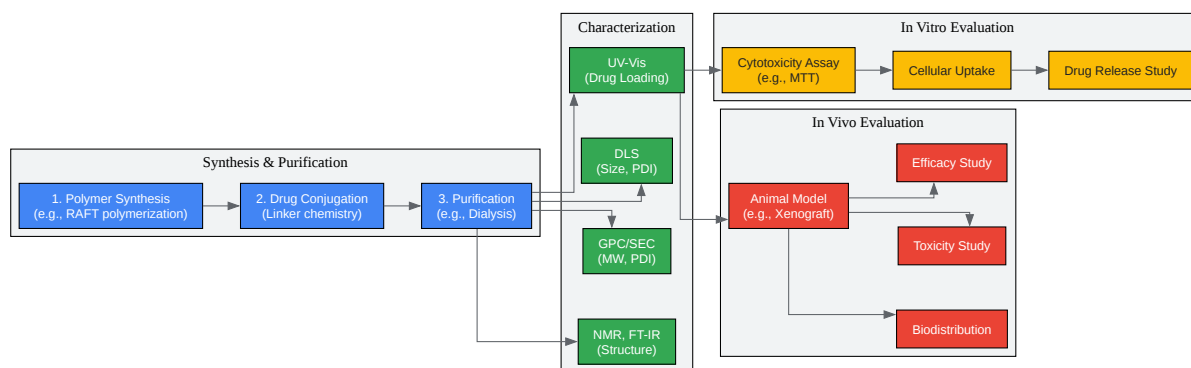 Synthesis & Purification
1. Polymer Synthesis
(e.g., RAFT polymerization)
2. Drug Conjugation
(Linker chemistry)
3. Purification
(e.g., Dialysis)
Characterization
UV-Vis
(Drug Loading)
DLS
(Size, PDI)
GPC/SEC
(MW, PDI)
NMR, FT-IR
(Structure)
In Vitro Evaluation
Cytotoxicity Assay
(e.g., MTT)
Cellular Uptake
Drug Release Study
In Vivo Evaluation
Animal Model
(e.g., Xenograft)
Efficacy Study
Toxicity Study
Biodistribution